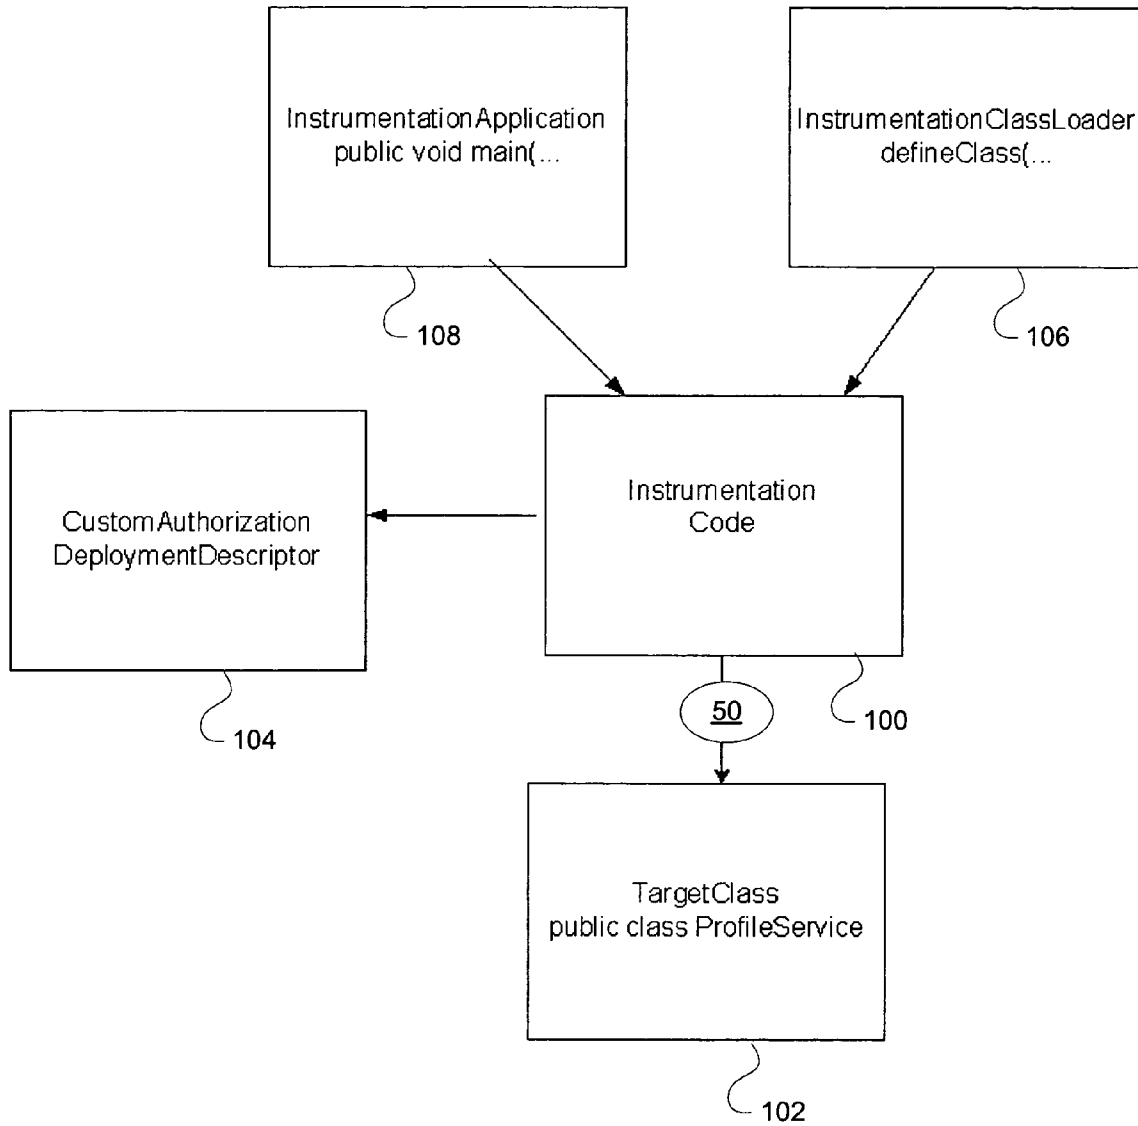 InstrumentationApplication
public void main(...
InstrumentationClassLoader
defineClass(...
108
106
Instrumentation
Code
CustomAuthorization
DeploymentDescriptor
100
50
104
TargetClass
public class ProfileService
102